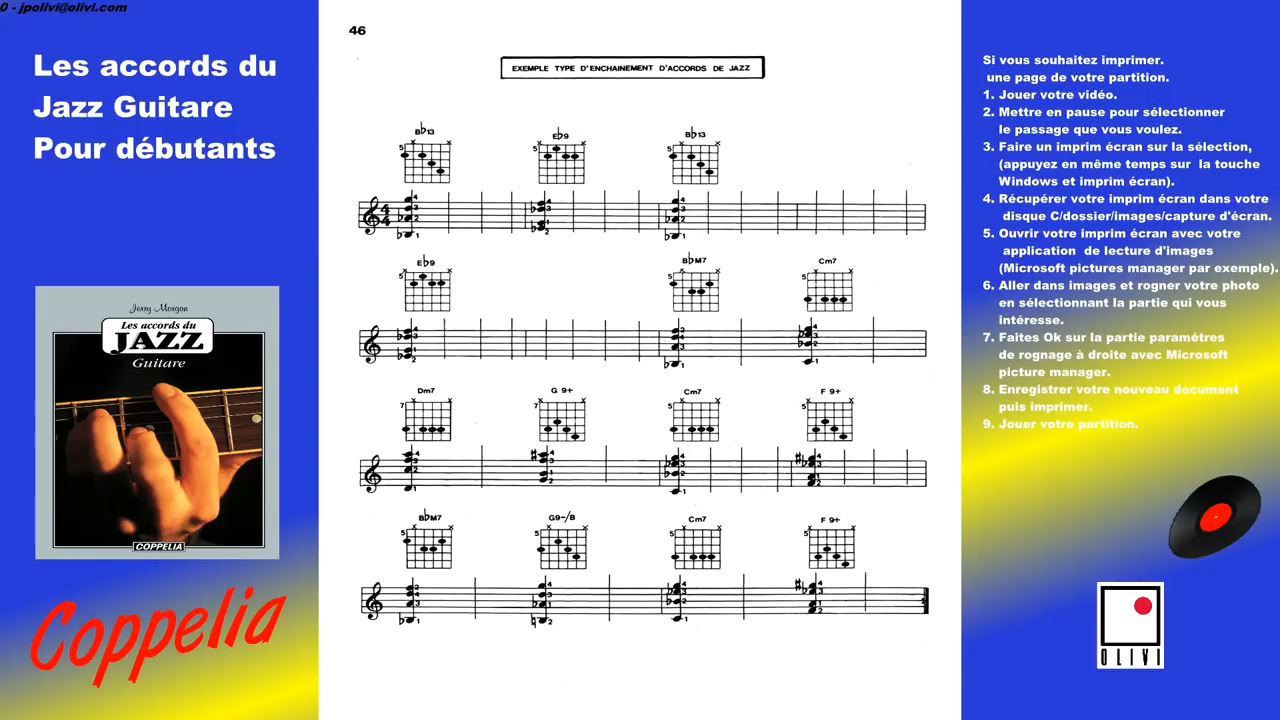 0 - jpolivi@olivi.com
Les accords du
Jazz Guitare
Pour débutants
Jerry Morgan
Les accords du
JAZZ
Guitare
COPPELIA
Coppelia
46
EXEMPLE TYPE D'ENCHAINEMENT D'ACCORDS DE JAZZ
B♭13 E♭9 B♭13
E♭9 B♭M7 Cm7
Dm7 G 9+ Cm7 F 9+
B♭M7 G9-/B Cm7 F 9+
Si vous souhaitez imprimer.
une page de votre partition.
1. Jouer votre vidéo.
2. Mettre en pause pour sélectionner
le passage que vous voulez.
3. Faire un imprim écran sur la sélection,
(appuyez en même temps sur la touche
Windows et imprim écran).
4. Récupérer votre imprim écran dans votre
disque C/dossier/images/capture d'écran.
5. Ouvrir votre imprim écran avec votre
application de lecture d'images
(Microsoft pictures manager par exemple).
6. Aller dans images et rogner votre photo
en sélectionnant la partie qui vous
intéresse.
7. Faites Ok sur la partie paramétres
de rognage à droite avec Microsoft
picture manager.
8. Enregistrer votre nouveau document
puis imprimer.
9. Jouer votre partition.
OLIVI